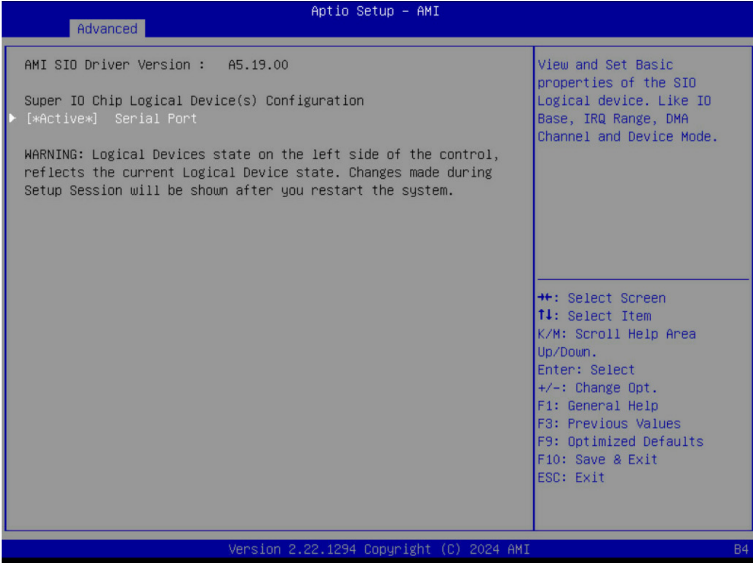 Aptio Setup – AMI
Advanced
AMI SIO Driver Version : A5.19.00
Super IO Chip Logical Device(s) Configuration
[*Active*] Serial Port
WARNING: Logical Devices state on the left side of the control,
reflects the current Logical Device state. Changes made during
Setup Session will be shown after you restart the system.
View and Set Basic
properties of the SIO
Logical device. Like IO
Base, IRQ Range, DMA
Channel and Device Mode.
→←: Select Screen
↑↓: Select Item
K/M: Scroll Help Area
Up/Down.
Enter: Select
+/-: Change Opt.
F1: General Help
F3: Previous Values
F9: Optimized Defaults
F10: Save & Exit
ESC: Exit
Version 2.22.1294 Copyright (C) 2024 AMI
B4